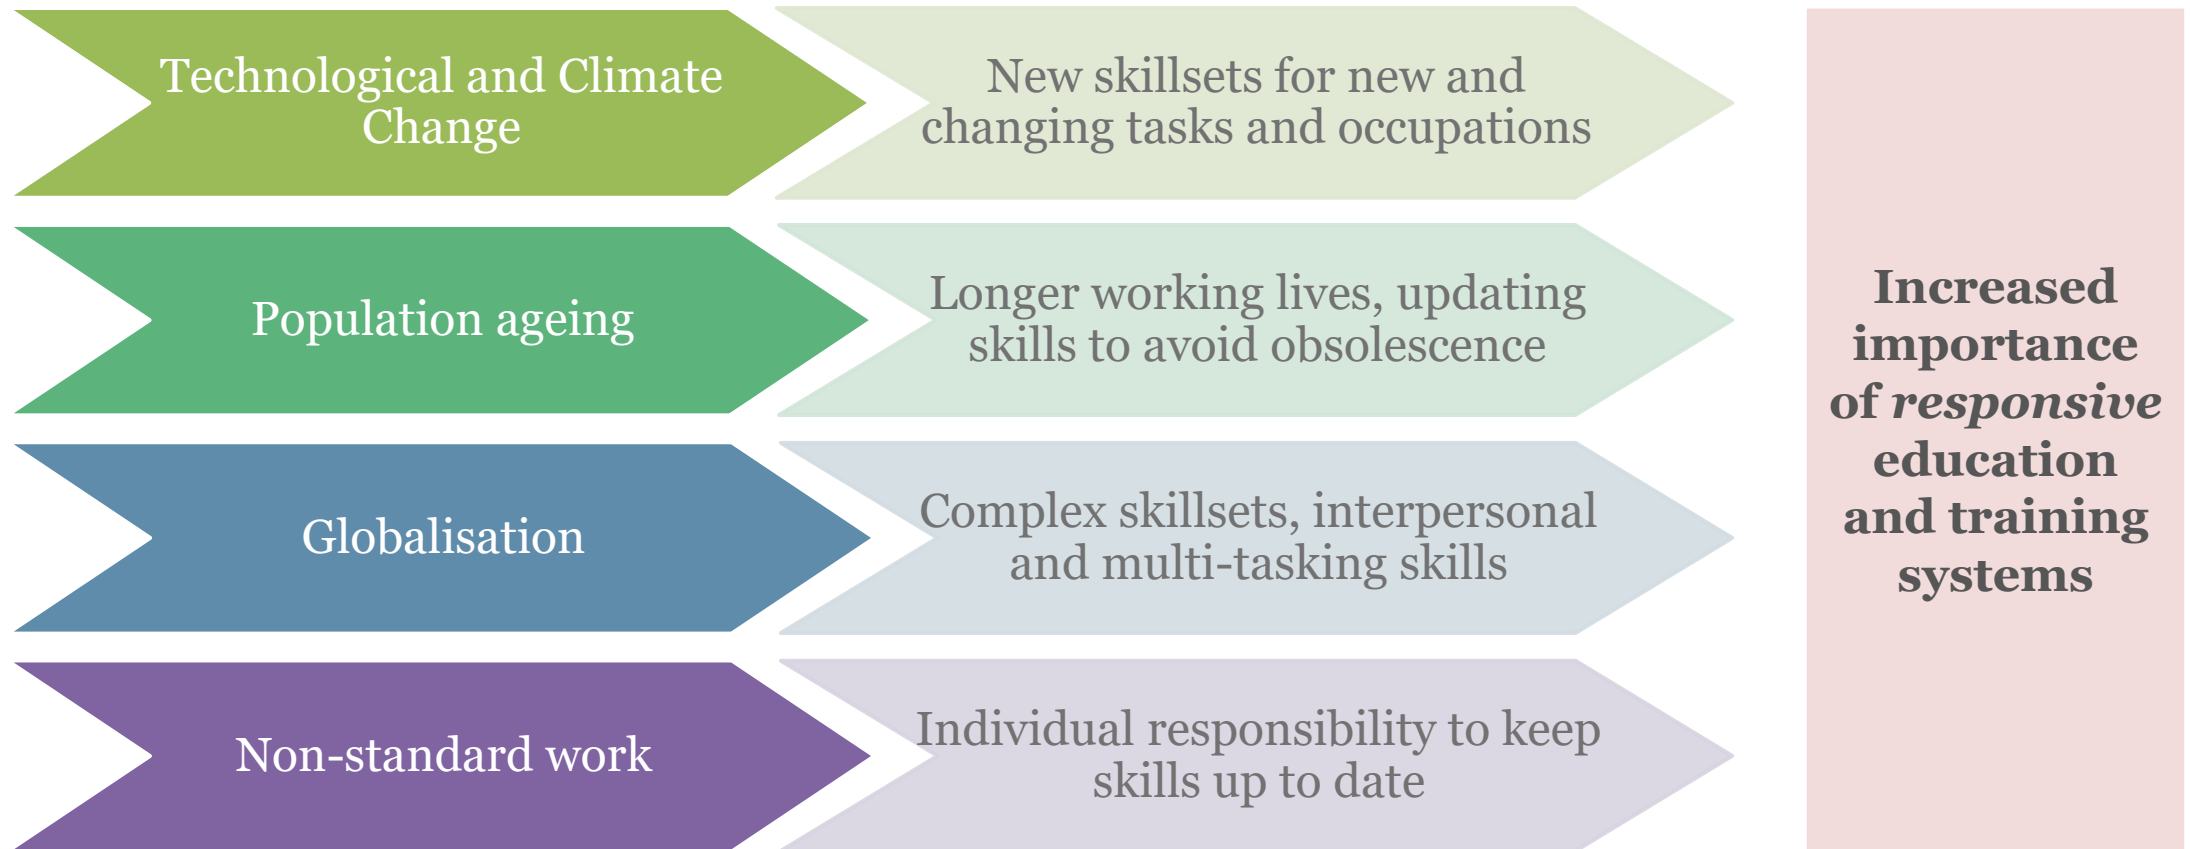 Technological and Climate
Change
New skillsets for new and
changing tasks and occupations
Population ageing
Longer working lives, updating
skills to avoid obsolescence
Globalisation
Complex skillsets, interpersonal
and multi-tasking skills
Non-standard work
Individual responsibility to keep
skills up to date
Increased
importance
of responsive
education
and training
systems